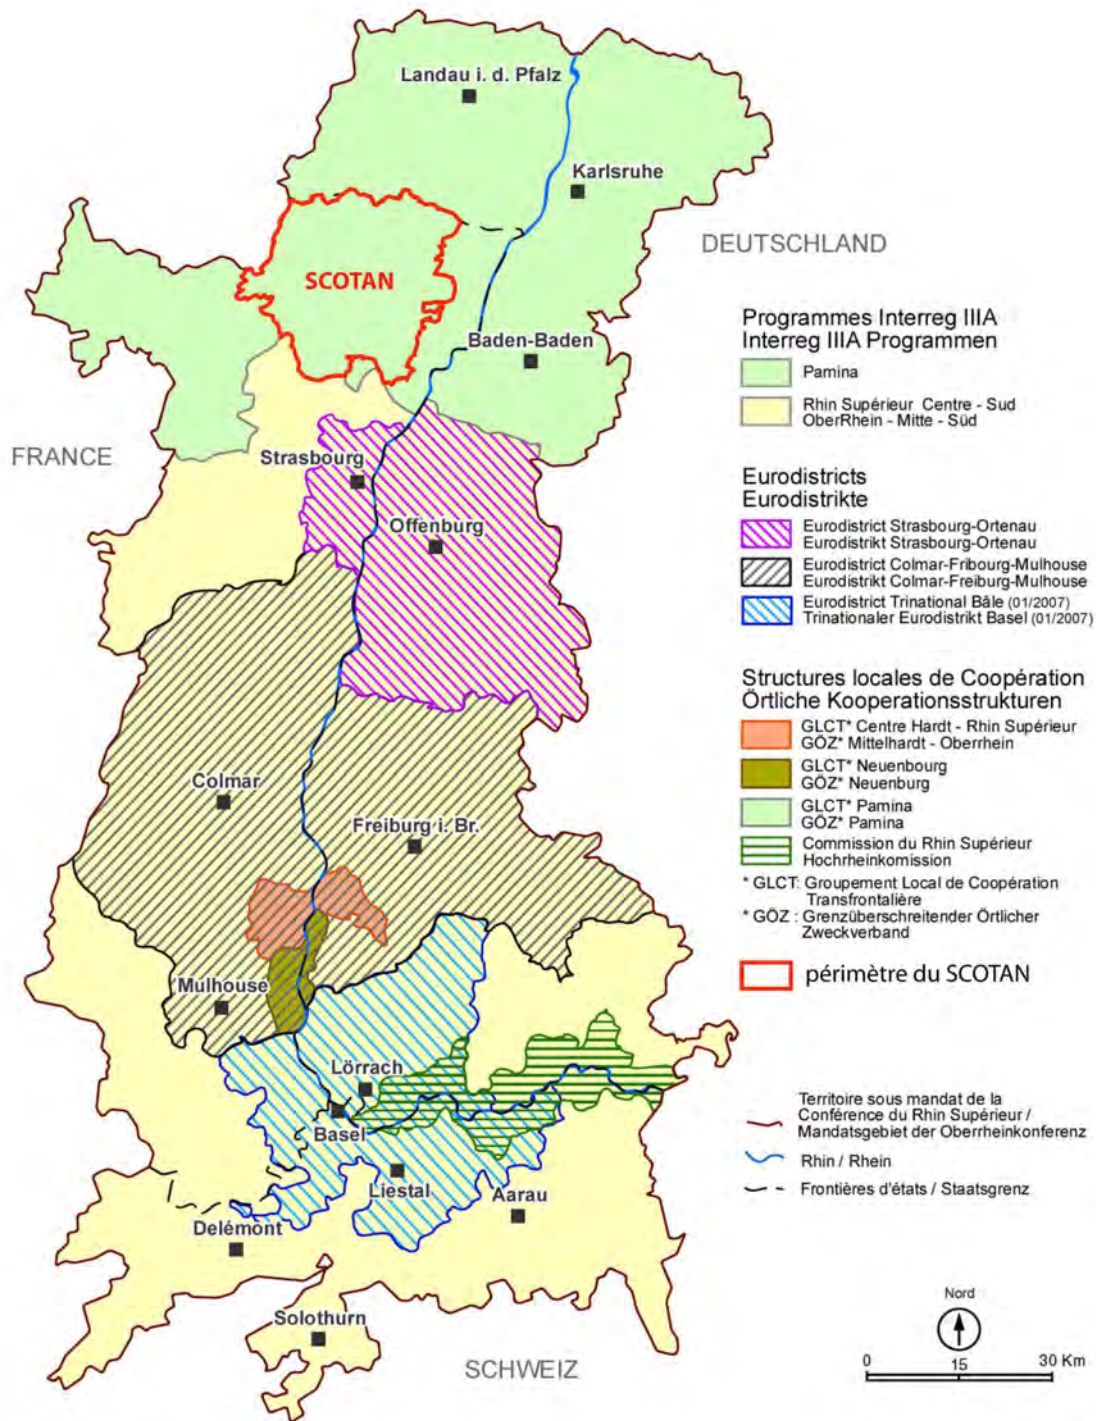 Landau i. d. Pfalz
Karlsruhe
DEUTSCHLAND
SCOTAN
Baden-Baden
FRANCE
Strasbourg
Offenburg
Colmar
Freiburg i. Br.
Mulhouse
Lörrach
Basel
Liestal
Aarau
Delémont
Solothurn
SCHWEIZ
Programmes Interreg IIIA
Interreg IIIA Programmen
Pamina
Rhin Supérieur Centre - Sud
OberRhein - Mitte - Süd
Eurodistricts
Eurodistrikte
Eurodistrict Strasbourg-Ortenau
Eurodistrikt Strasbourg-Ortenau
Eurodistrict Colmar-Fribourg-Mulhouse
Eurodistrikt Colmar-Freiburg-Mulhouse
Eurodistrict Trinational Bâle (01/2007)
Trinationaler Eurodistrikt Basel (01/2007)
Structures locales de Coopération
Örtliche Kooperationsstrukturen
GLCT* Centre Hardt - Rhin Supérieur
GÖZ* Mittelhardt - Oberrhein
GLCT* Neuenbourg
GÖZ* Neuenburg
GLCT* Pamina
GÖZ* Pamina
Commission du Rhin Supérieur
Hochrheinkomission
* GLCT: Groupement Local de Coopération
Transfrontalière
* GÖZ : Grenzüberschreitender Örtlicher
Zweckverband
périmètre du SCOTAN
Territoire sous mandat de la
Conférence du Rhin Supérieur /
Mandatsgebiet der Oberrheinkonferenz
Rhin / Rhein
Frontières d'états / Staatsgrenz
Nord
0 15 30 Km